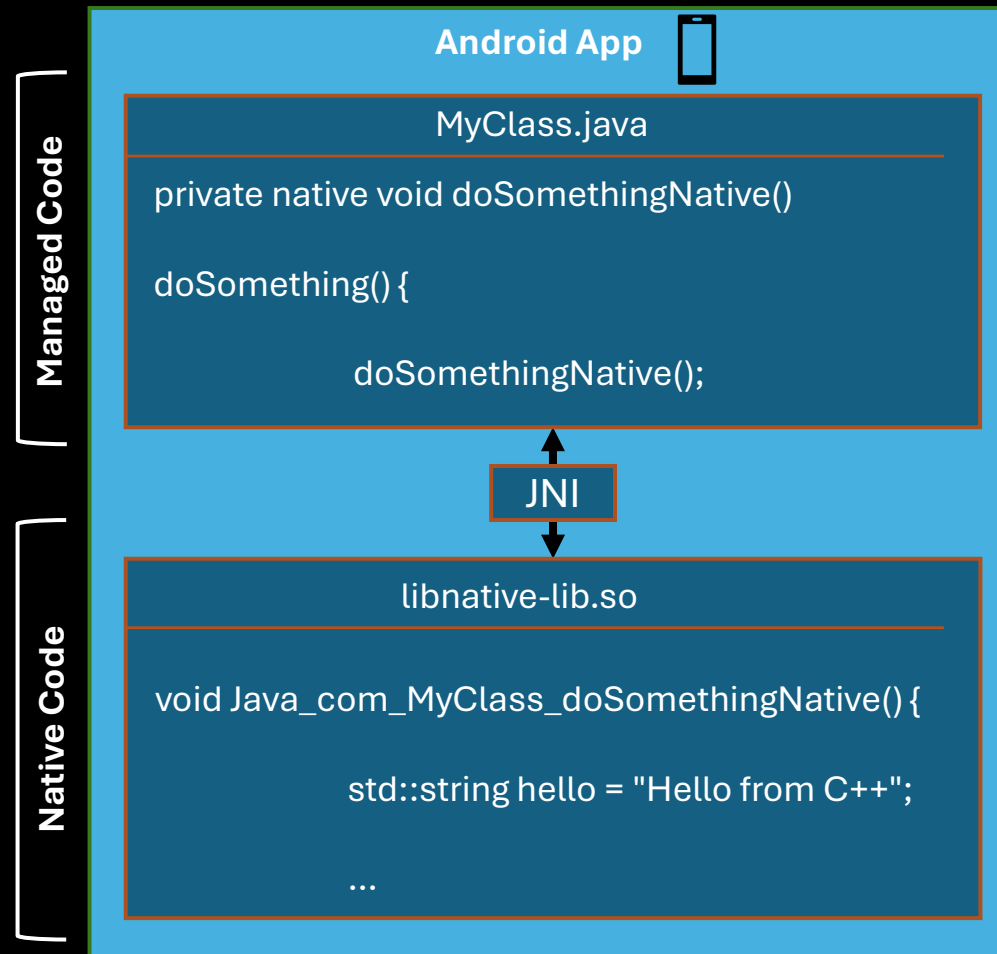 Android App
Managed Code
MyClass.java
private native void doSomethingNative()
doSomething() {
doSomethingNative();
JNI
Native Code
libnative-lib.so
void Java_com_MyClass_doSomethingNative() {
std::string hello = "Hello from C++";
...